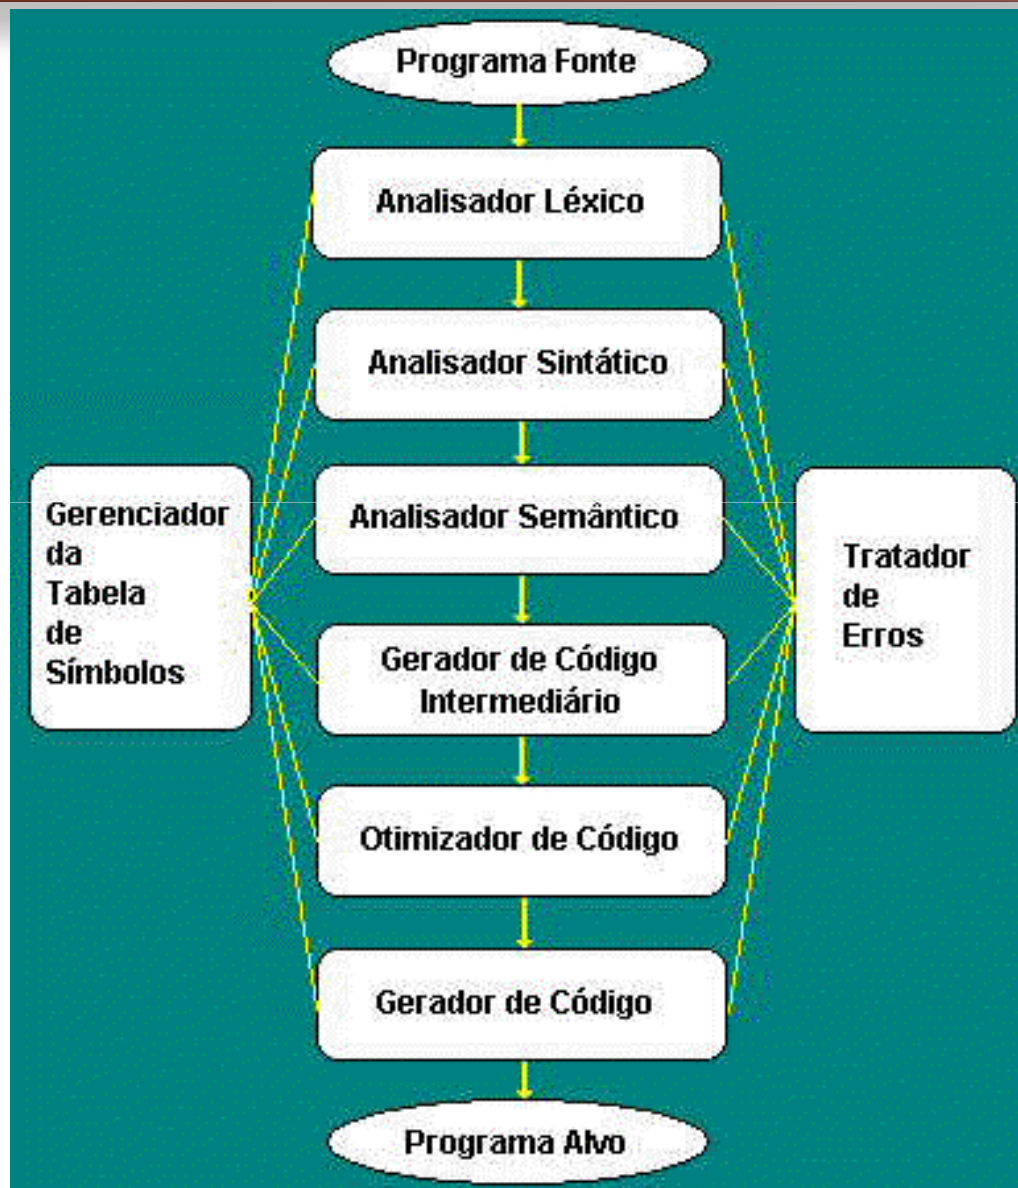 Programa Fonte
Analisador Léxico
Analisador Sintático
Analisador Semântico
Gerenciador
da
Tabela
de
Símbolos
Tratador
de
Erros
Gerador de Código
Intermediário
Otimizador de Código
Gerador de Código
Programa Alvo